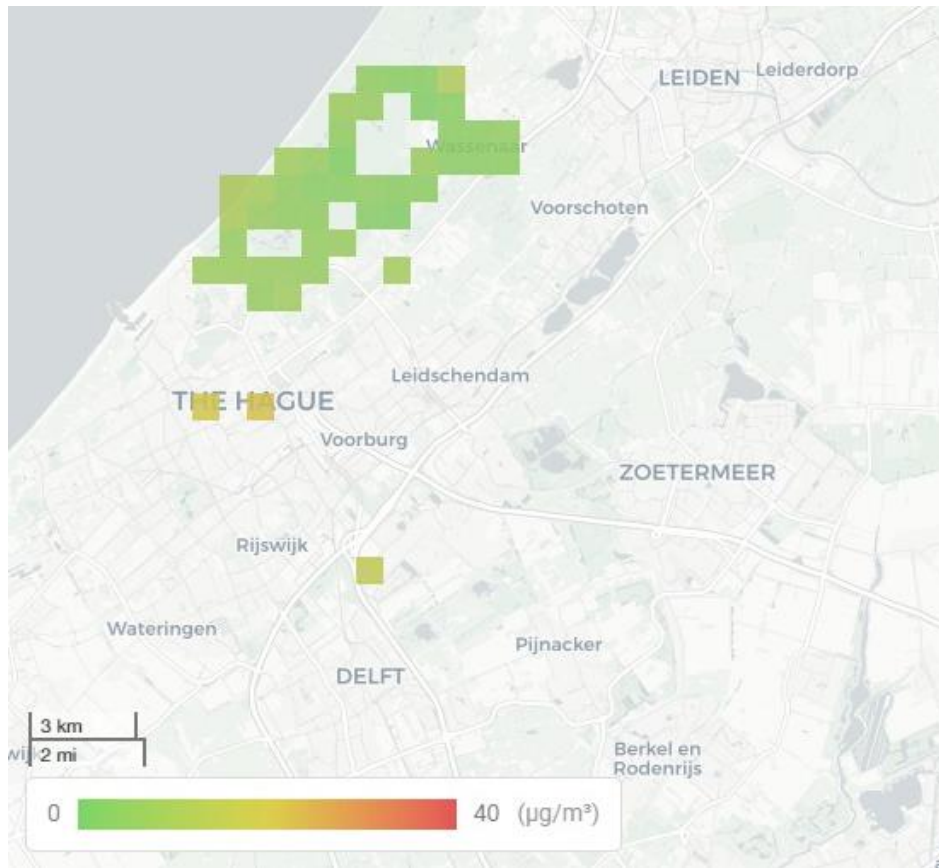 LEIDEN
Leiderdorp
Wassenaar
Voorschoten
Leidschendam
THE HAGUE
Voorburg
ZOETERMEER
Rijswijk
Wateringen
Pijnacker
DELFT
3 km
2 mi
Berkel en
Rodenrijs
0
40 (µg/m³)